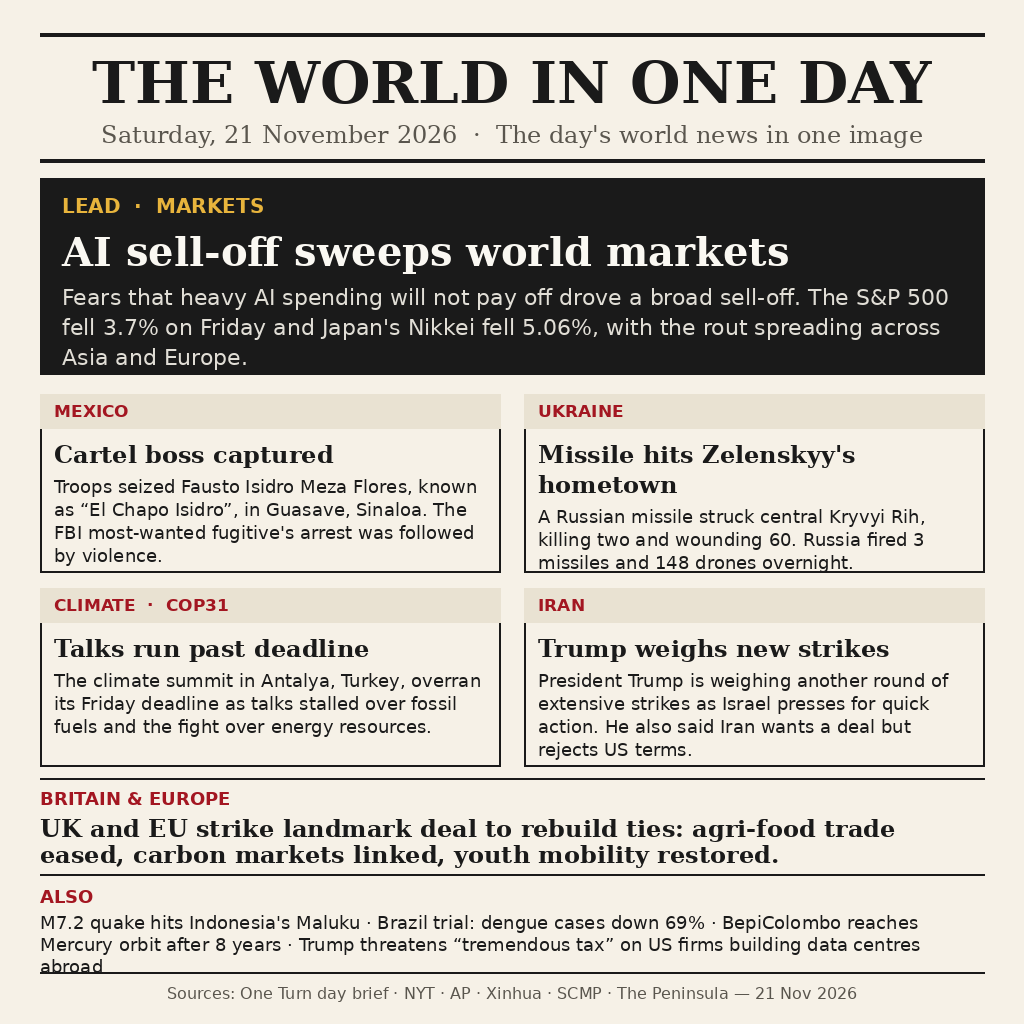 THE WORLD IN ONE DAY
Saturday, 21 November 2026 · The day's world news in one image
LEAD · MARKETS
AI sell-off sweeps world markets
Fears that heavy AI spending will not pay off drove a broad sell-off. The S&P 500
fell 3.7% on Friday and Japan's Nikkei fell 5.06%, with the rout spreading across
Asia and Europe.
MEXICO
Cartel boss captured
Troops seized Fausto Isidro Meza Flores, known
as “El Chapo Isidro”, in Guasave, Sinaloa. The
FBI most-wanted fugitive's arrest was followed
by violence.
UKRAINE
Missile hits Zelenskyy's
hometown
A Russian missile struck central Kryvyi Rih,
killing two and wounding 60. Russia fired 3
missiles and 148 drones overnight.
CLIMATE · COP31
Talks run past deadline
The climate summit in Antalya, Turkey, overran
its Friday deadline as talks stalled over fossil
fuels and the fight over energy resources.
IRAN
Trump weighs new strikes
President Trump is weighing another round of
extensive strikes as Israel presses for quick
action. He also said Iran wants a deal but
rejects US terms.
BRITAIN & EUROPE
UK and EU strike landmark deal to rebuild ties: agri-food trade
eased, carbon markets linked, youth mobility restored.
ALSO
M7.2 quake hits Indonesia's Maluku · Brazil trial: dengue cases down 69% · BepiColombo reaches
Mercury orbit after 8 years · Trump threatens “tremendous tax” on US firms building data centres
abroad
Sources: One Turn day brief · NYT · AP · Xinhua · SCMP · The Peninsula — 21 Nov 2026